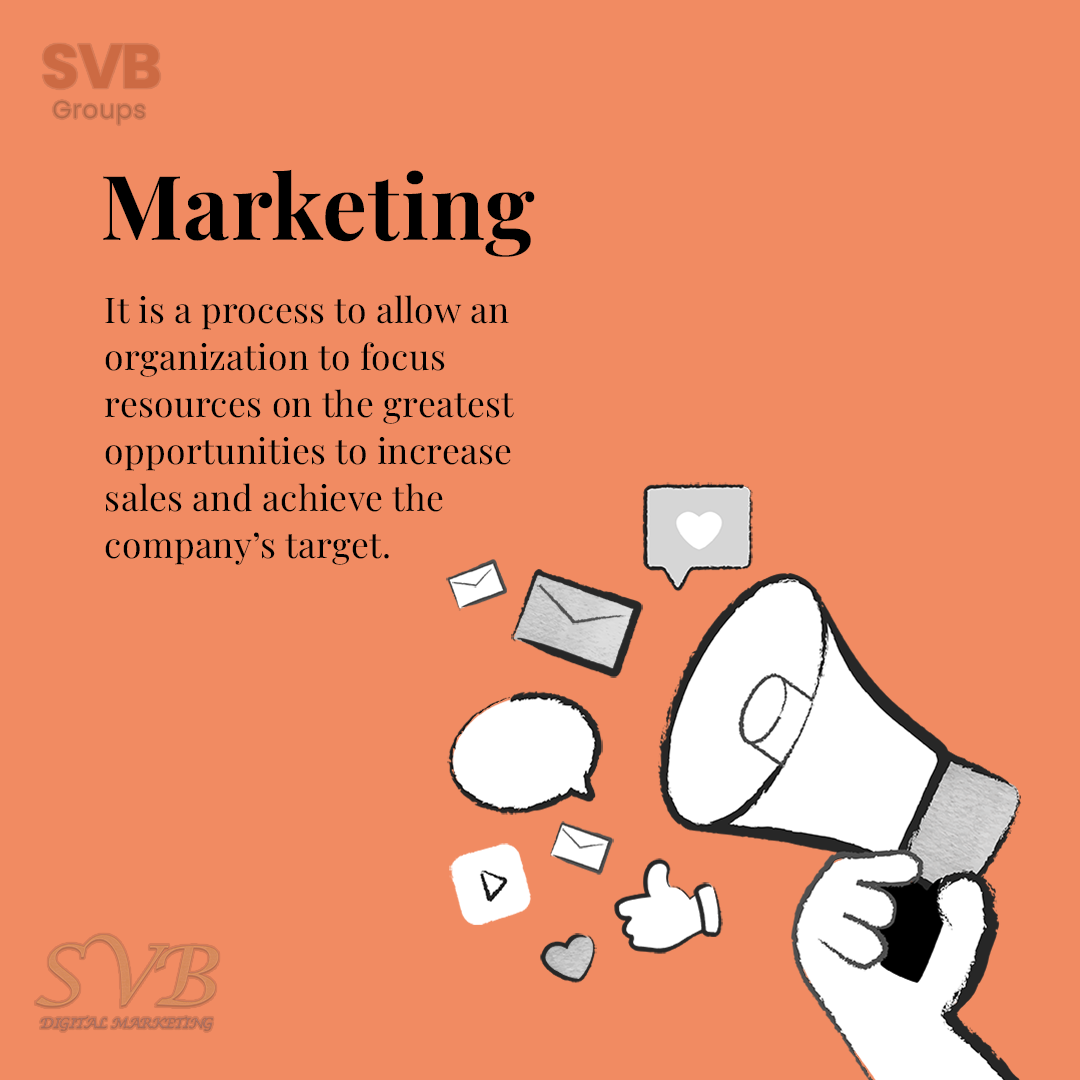 SVB
Groups
Marketing
It is a process to allow an
organization to focus
resources on the greatest
opportunities to increase
sales and achieve the
company’s target.
SVB
DIGITAL MARKETING